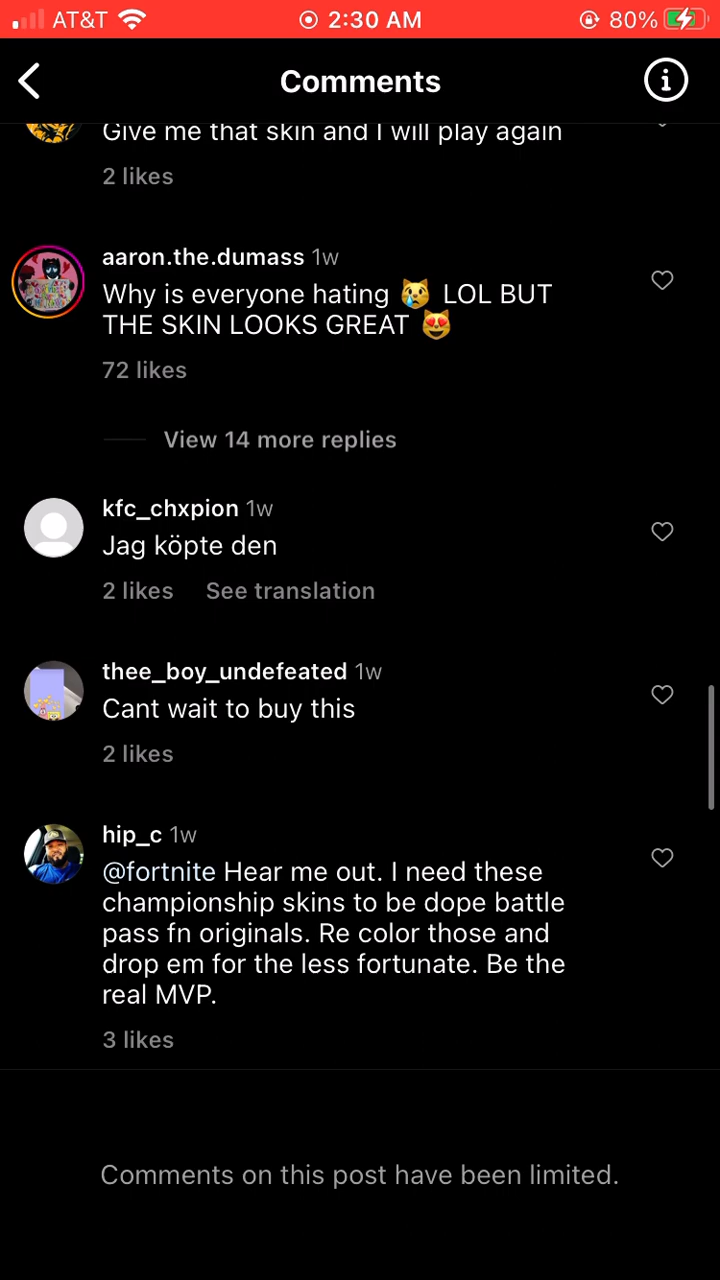 AT&T 2:30 AM 80%
Comments
Give me that skin and I will play again
2 likes
aaron.the.dumass 1w
Why is everyone hating 😿 LOL BUT
THE SKIN LOOKS GREAT 😻
72 likes
View 14 more replies
kfc_chxpion 1w
Jag köpte den
2 likes See translation
thee_boy_undefeated 1w
Cant wait to buy this
2 likes
hip_c 1w
@fortnite Hear me out. I need these
championship skins to be dope battle
pass fn originals. Re color those and
drop em for the less fortunate. Be the
real MVP.
3 likes
Comments on this post have been limited.